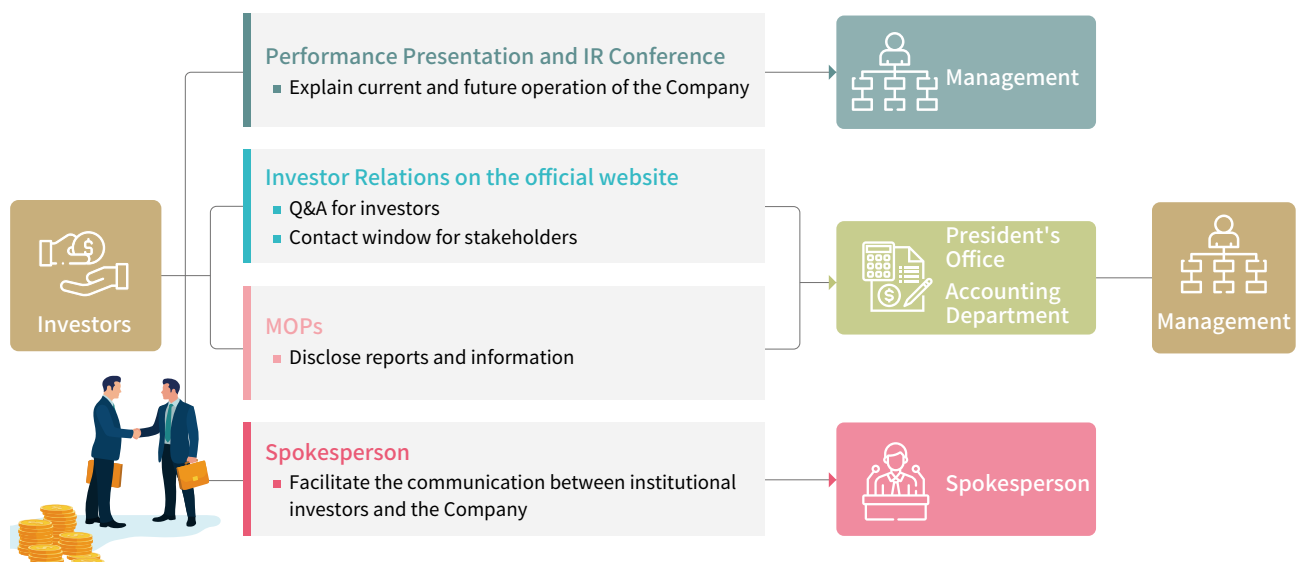 Performance Presentation and IR Conference
Explain current and future operation of the Company
Management
Investor Relations on the official website
Q&A for investors
Contact window for stakeholders
Investors
MOPs
Disclose reports and information
President's
Office
Accounting
Department
Management
Spokesperson
Facilitate the communication between institutional
investors and the Company
Spokesperson